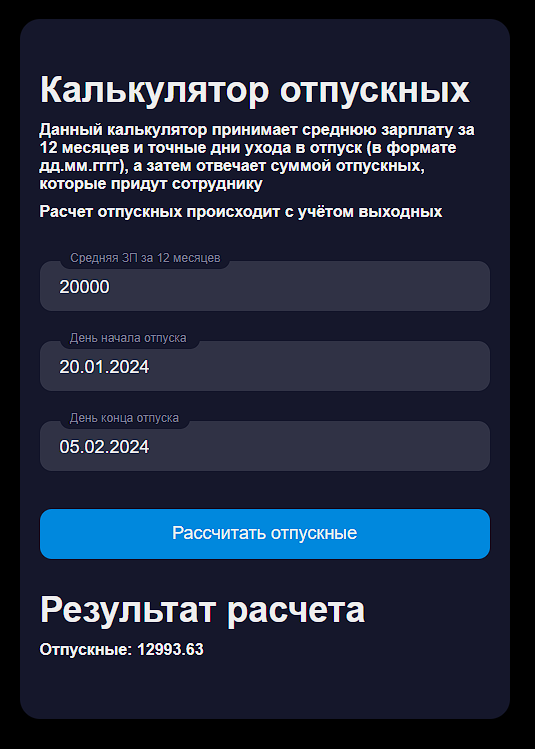 Калькулятор отпускных
Данный калькулятор принимает среднюю зарплату за
12 месяцев и точные дни ухода в отпуск (в формате
дд.мм.гггг), а затем отвечает суммой отпускных,
которые придут сотруднику
Расчет отпускных происходит с учётом выходных
Средняя ЗП за 12 месяцев
20000
День начала отпуска
20.01.2024
День конца отпуска
05.02.2024
Рассчитать отпускные
Результат расчета
Отпускные: 12993.63